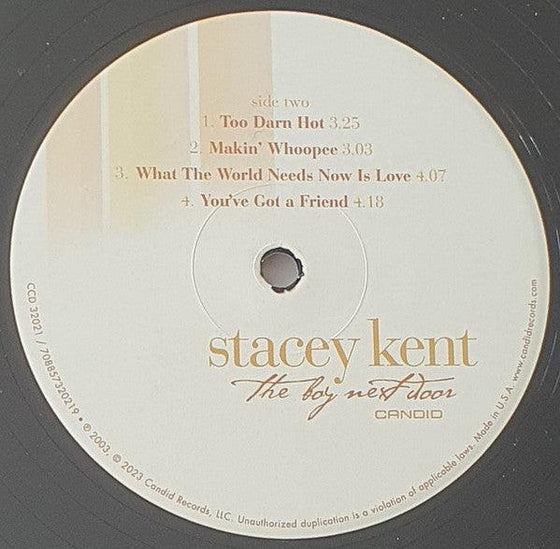 side two
1. Too Darn Hot 3.25
2. Makin' Whoopee 3.03
3. What The World Needs Now Is Love 4.07
4. You've Got a Friend 4.18
stacey kent
the boy next door
CANDID
CCD 32021 / 708857320219 • ℗ 2003, © 2023 Candid Records, LLC. Unauthorized duplication is a violation of applicable laws. Made in U.S.A. www.candidrecords.com